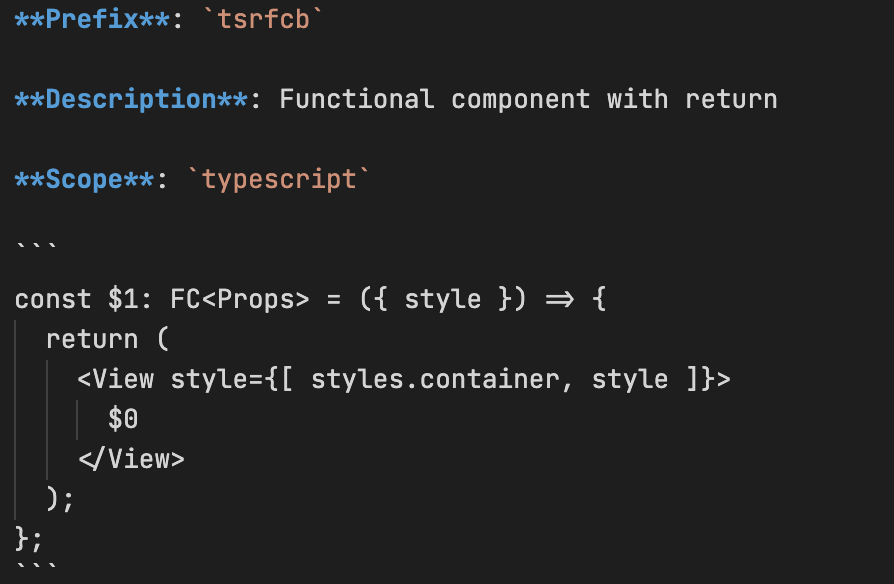 **Prefix**: `tsrfcb`
**Description**: Functional component with return
**Scope**: `typescript`
```
const $1: FC<Props> = ({ style }) => {
  return (
    <View style={[ styles.container, style ]}>
      $0
    </View>
  );
};
```